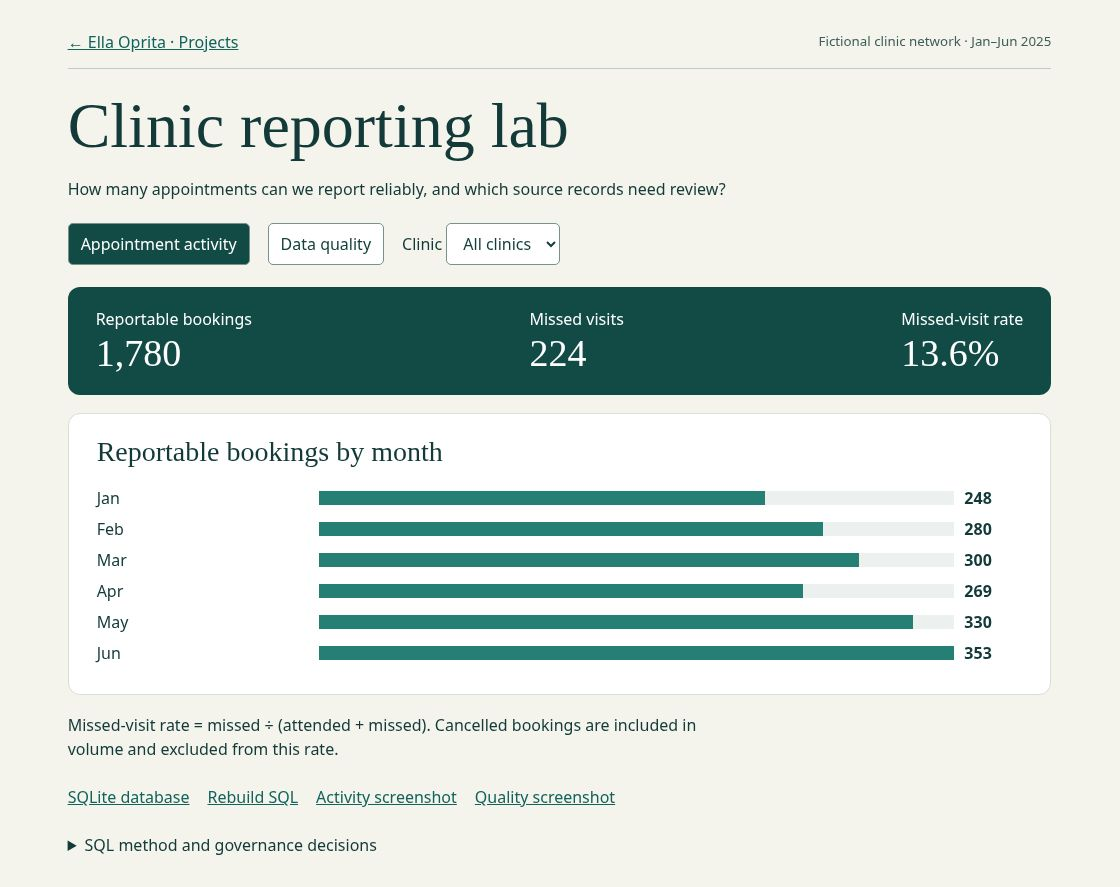 ← Ella Oprita · Projects
Fictional clinic network · Jan–Jun 2025
Clinic reporting lab
How many appointments can we report reliably, and which source records need review?
Appointment activity
Data quality
Clinic
All clinics
Reportable bookings
1,780
Missed visits
224
Missed-visit rate
13.6%
Reportable bookings by month
Jan 248
Feb 280
Mar 300
Apr 269
May 330
Jun 353
Missed-visit rate = missed ÷ (attended + missed). Cancelled bookings are included in
volume and excluded from this rate.
SQLite database Rebuild SQL Activity screenshot Quality screenshot
▶ SQL method and governance decisions